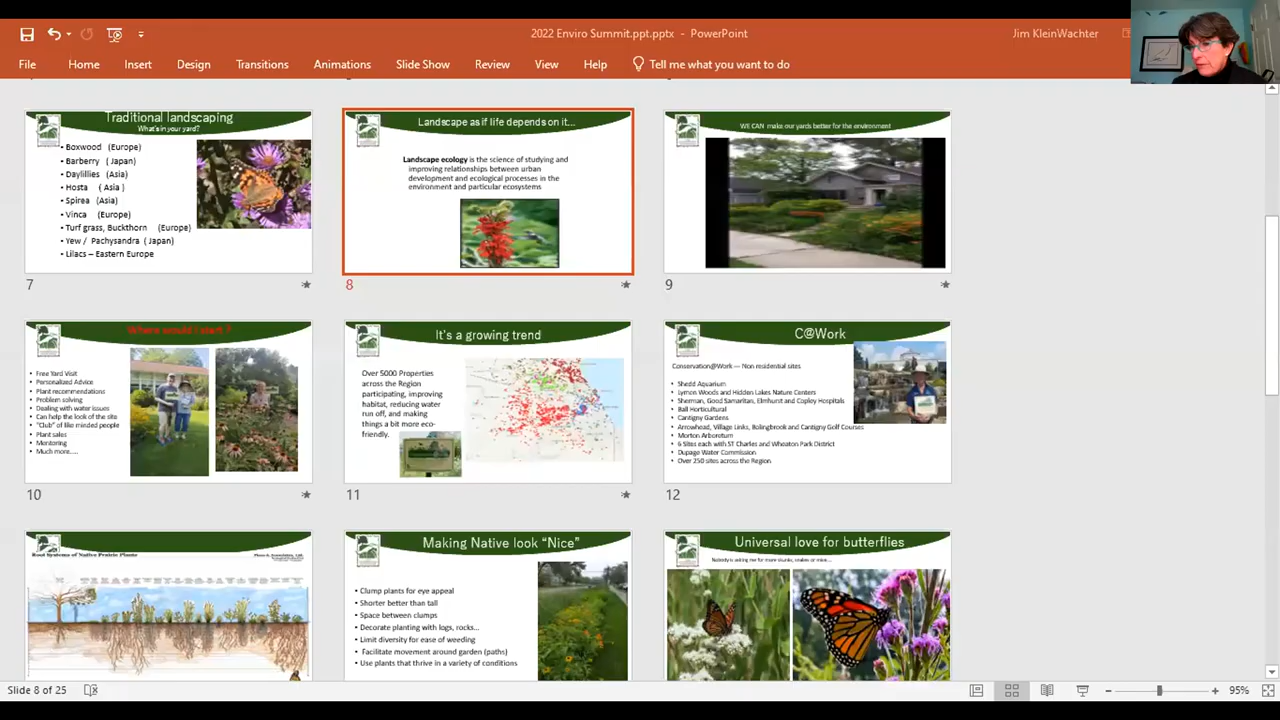 2022 Enviro Summit.ppt.pptx - PowerPoint
Jim KleinWachter
File Home Insert Design Transitions Animations Slide Show Review View Help Tell me what you want to do
Traditional landscaping
What's in your yard?
• Boxwood (Europe)
• Barberry ( Japan)
• Daylillies (Asia)
• Hosta ( Asia )
• Spirea (Asia)
• Vinca (Europe)
• Turf grass, Buckthorn (Europe)
• Yew / Pachysandra ( Japan)
• Lilacs – Eastern Europe
7
Landscape as if life depends on it...
Landscape ecology is the science of studying and
improving relationships between urban
development and ecological processes in the
environment and particular ecosystems
8
WE CAN make our yards better for the environment
9
Where would I start ?
• Free Yard Visit
• Personalized Advice
• Plant recommendations
• Problem solving
• Dealing with water issues
• Can help the look of the site
• "Club" of like minded people
• Plant sales
• Mentoring
• Much more....
10
It's a growing trend
Over 5000 Properties
across the Region
participating, improving
habitat, reducing water
run off, and making
things a bit more eco-
friendly.
11
C@Work
Conservation@Work — Non residential sites
• Shedd Aquarium
• Lyman Woods and Hidden Lakes Nature Centers
• Sherman, Good Samaritan, Elmhurst and Copley Hospitals
• Ball Horticultural
• Cantigny Gardens
• Arrowhead, Village Links, Bolingbrook and Cantigny Golf Courses
• Morton Arboretum
• 6 Sites each with ST Charles and Wheaton Park District
• Dupage Water Commission
• Over 250 sites across the Region
12
Root Systems of Native Prairie Plants
Making Native look “Nice”
• Clump plants for eye appeal
• Shorter better than tall
• Space between clumps
• Decorate planting with logs, rocks...
• Limit diversity for ease of weeding
• Facilitate movement around garden (paths)
• Use plants that thrive in a variety of conditions
Universal love for butterflies
Nobody is asking me for more skunks, snakes or mice...
Slide 8 of 25
95%